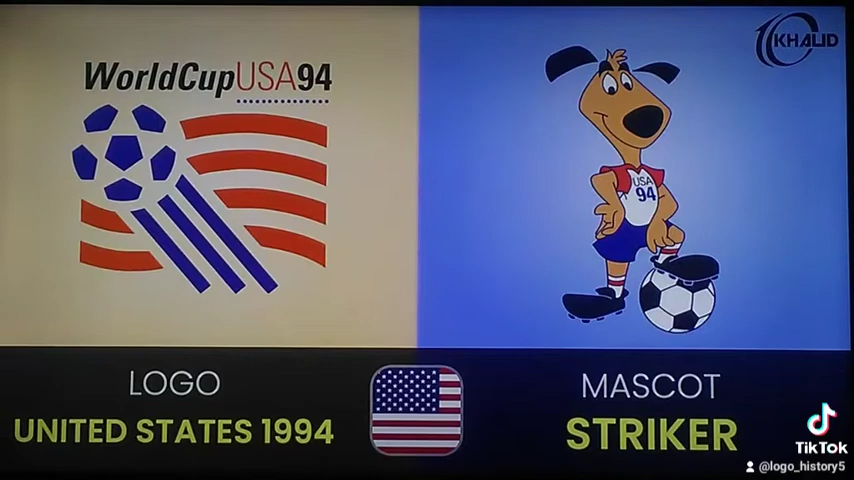 WorldCupUSA94
KHALID
USA
94
LOGO
MASCOT
UNITED STATES 1994
STRIKER
TikTok
@logo_history5